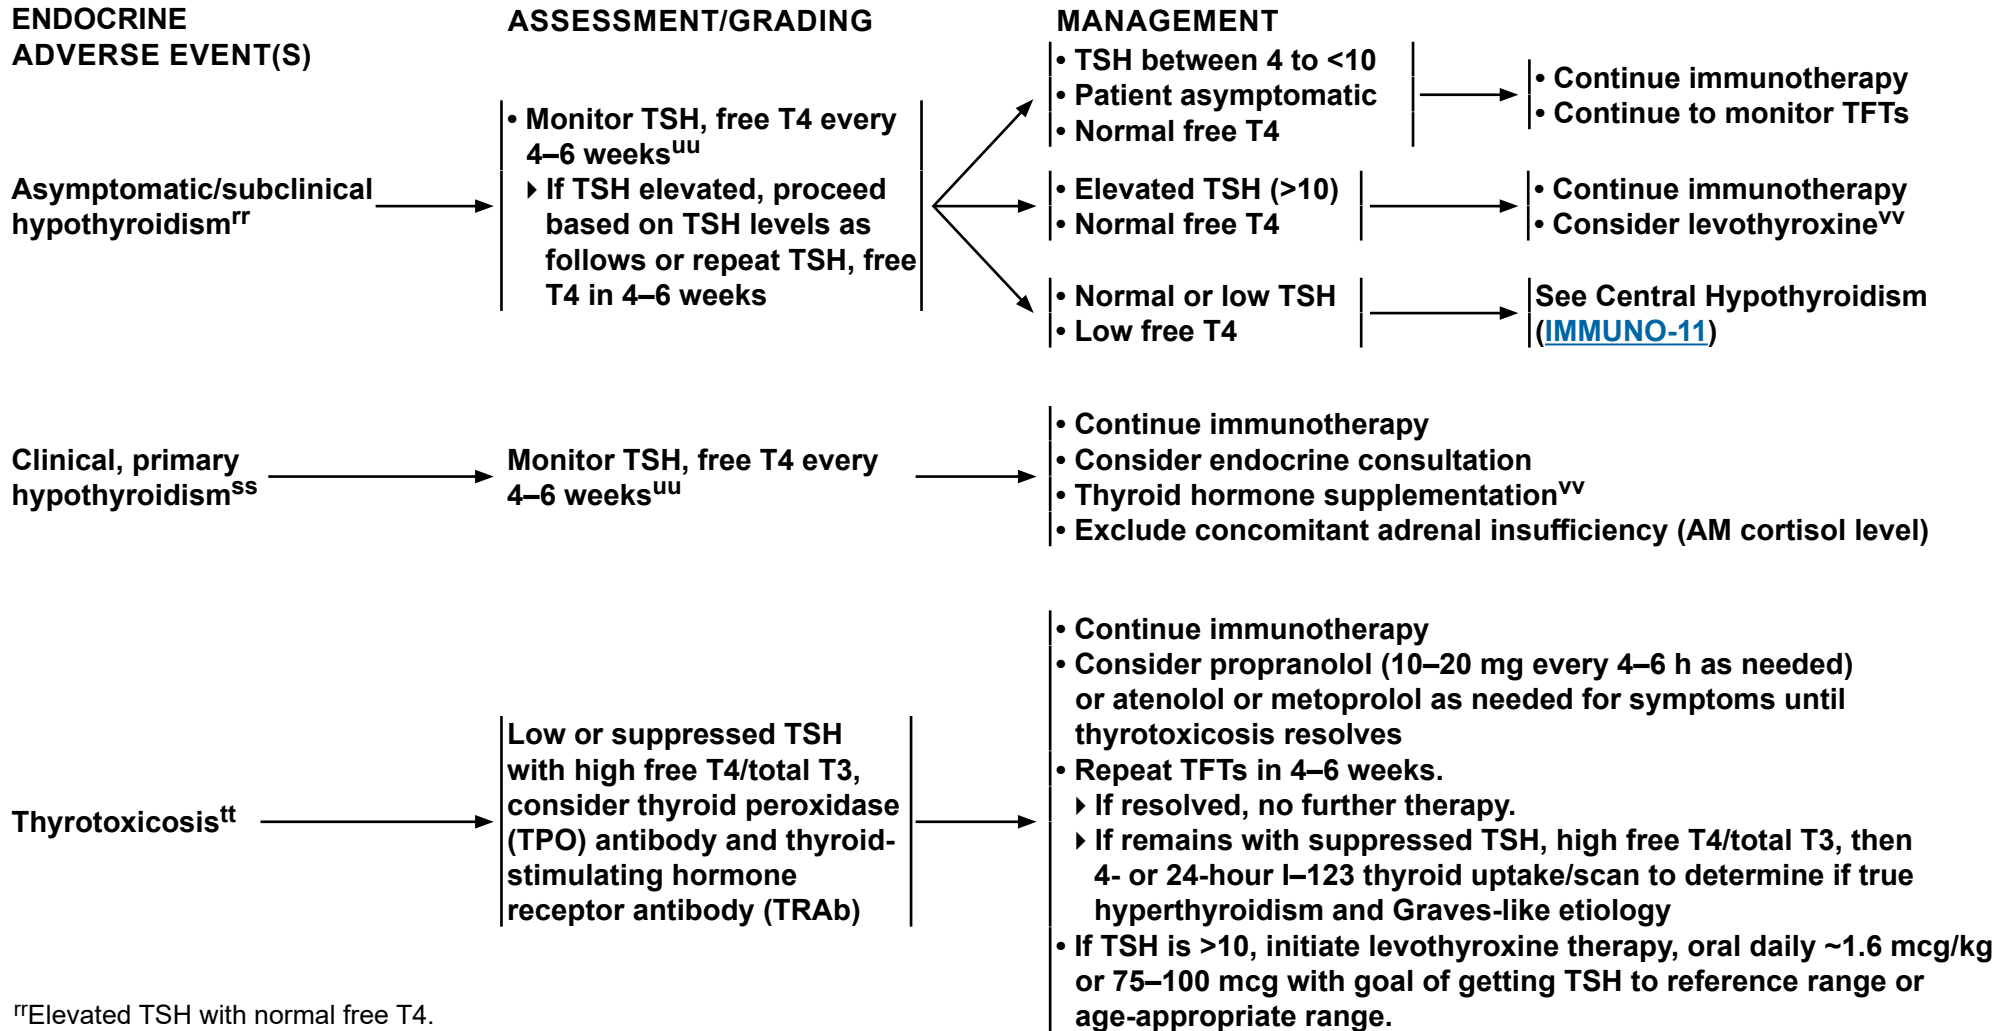 ENDOCRINE
ADVERSE EVENT(S)
ASSESSMENT/GRADING
MANAGEMENT
Asymptomatic/subclinical
hypothyroidismrr
• Monitor TSH, free T4 every
4–6 weeksuu
‣ If TSH elevated, proceed
based on TSH levels as
follows or repeat TSH, free
T4 in 4–6 weeks
• TSH between 4 to <10
• Patient asymptomatic
• Normal free T4
• Continue immunotherapy
• Continue to monitor TFTs
• Elevated TSH (>10)
• Normal free T4
• Continue immunotherapy
• Consider levothyroxinevv
• Normal or low TSH
• Low free T4
See Central Hypothyroidism
(IMMUNO-11)
Clinical, primary
hypothyroidismss
Monitor TSH, free T4 every
4–6 weeksuu
• Continue immunotherapy
• Consider endocrine consultation
• Thyroid hormone supplementationvv
• Exclude concomitant adrenal insufficiency (AM cortisol level)
Thyrotoxicosistt
Low or suppressed TSH
with high free T4/total T3,
consider thyroid peroxidase
(TPO) antibody and thyroid-
stimulating hormone
receptor antibody (TRAb)
• Continue immunotherapy
• Consider propranolol (10–20 mg every 4–6 h as needed)
or atenolol or metoprolol as needed for symptoms until
thyrotoxicosis resolves
• Repeat TFTs in 4–6 weeks.
‣ If resolved, no further therapy.
‣ If remains with suppressed TSH, high free T4/total T3, then
4- or 24-hour I–123 thyroid uptake/scan to determine if true
hyperthyroidism and Graves-like etiology
• If TSH is >10, initiate levothyroxine therapy, oral daily ~1.6 mcg/kg
or 75–100 mcg with goal of getting TSH to reference range or
age-appropriate range.
rrElevated TSH with normal free T4.